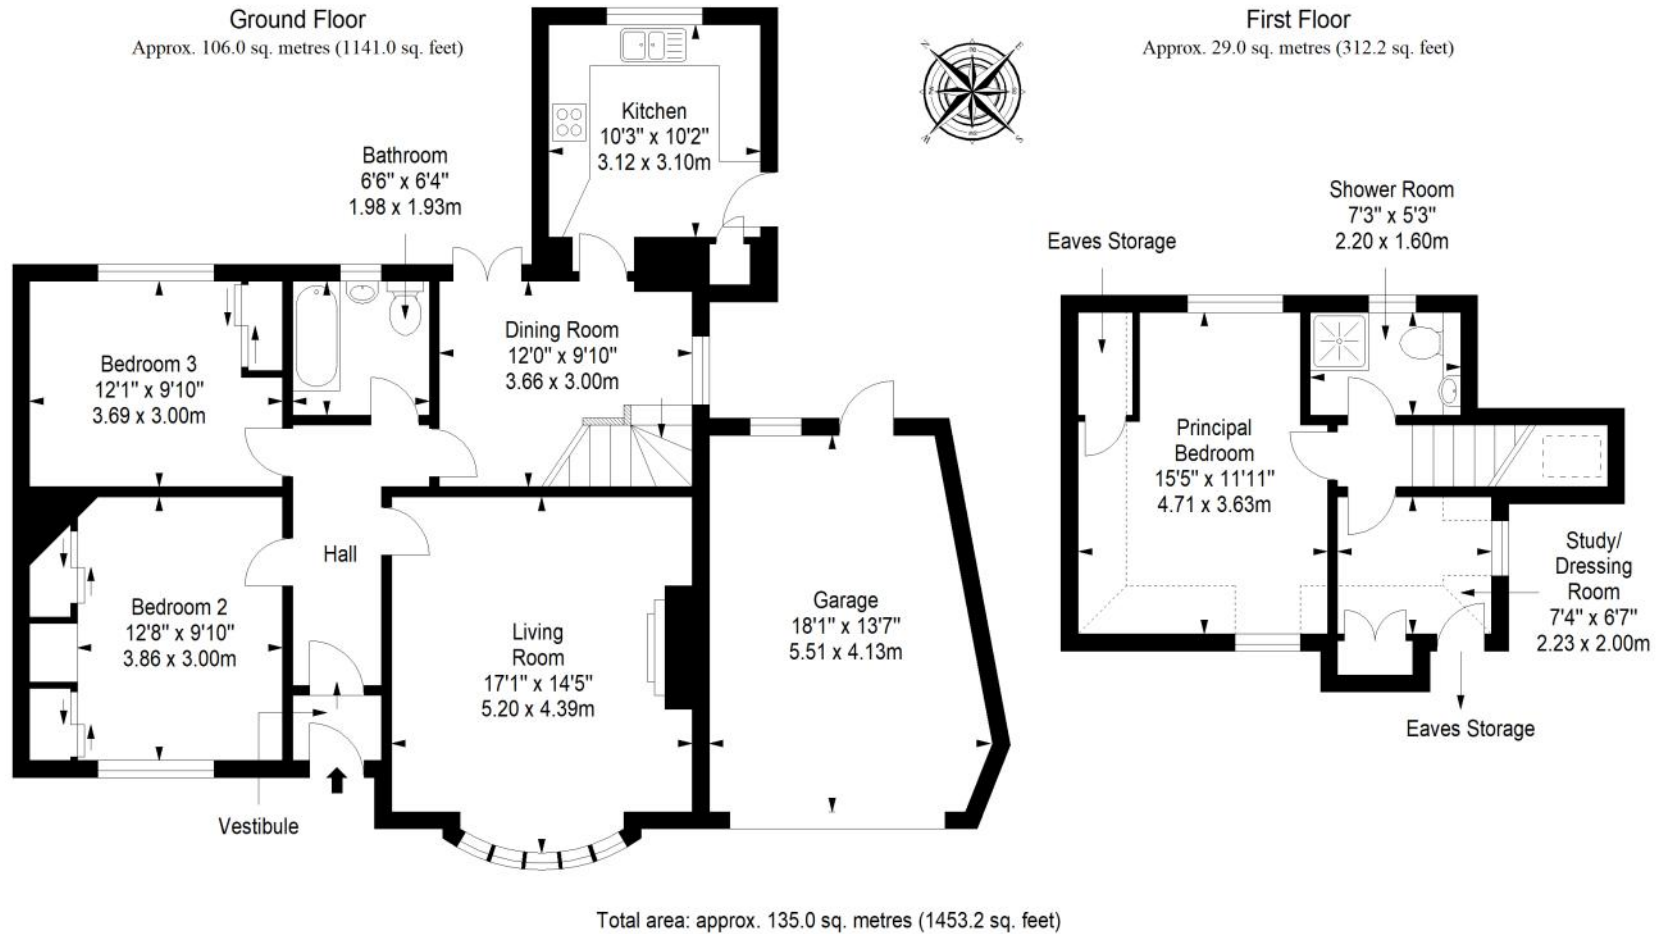 Ground Floor
Approx. 106.0 sq. metres (1141.0 sq. feet)
First Floor
Approx. 29.0 sq. metres (312.2 sq. feet)
N
E
S
W
Kitchen
10'3" x 10'2"
3.12 x 3.10m
Bathroom
6'6" x 6'4"
1.98 x 1.93m
Dining Room
12'0" x 9'10"
3.66 x 3.00m
Bedroom 3
12'1" x 9'10"
3.69 x 3.00m
Hall
Bedroom 2
12'8" x 9'10"
3.86 x 3.00m
Living
Room
17'1" x 14'5"
5.20 x 4.39m
Garage
18'1" x 13'7"
5.51 x 4.13m
Vestibule
Shower Room
7'3" x 5'3"
2.20 x 1.60m
Eaves Storage
Principal
Bedroom
15'5" x 11'11"
4.71 x 3.63m
Study/
Dressing
Room
7'4" x 6'7"
2.23 x 2.00m
Eaves Storage
Total area: approx. 135.0 sq. metres (1453.2 sq. feet)